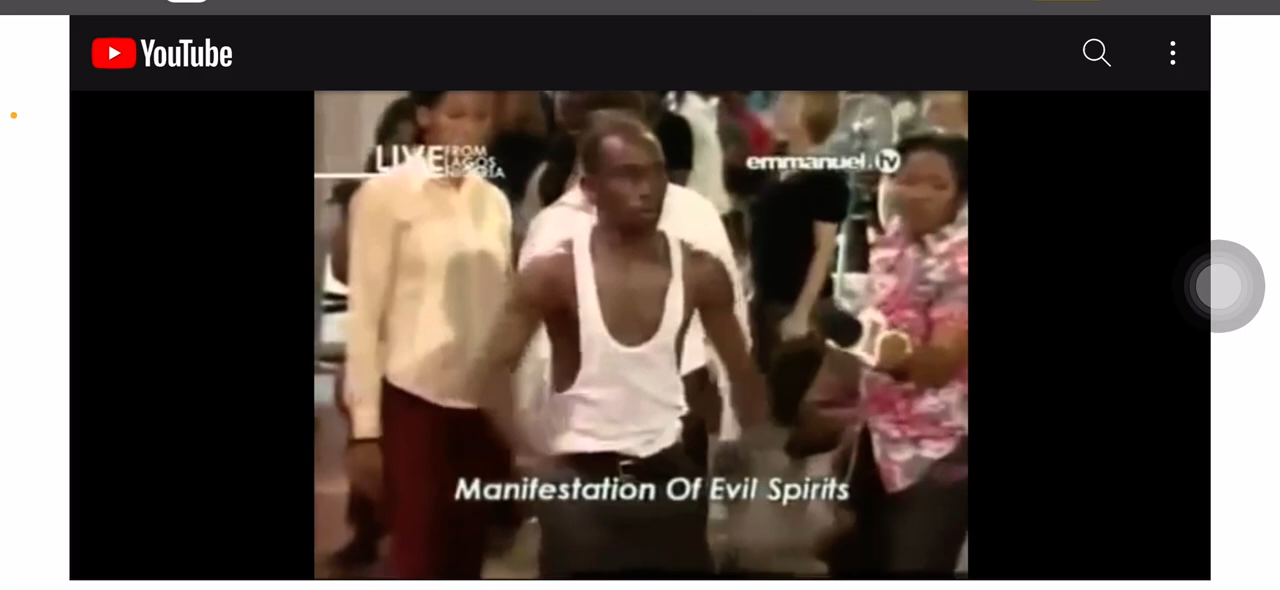 YouTube
LIVE FROM
LAGOS
NIGERIA
emmanuel.tv
Manifestation Of Evil Spirits